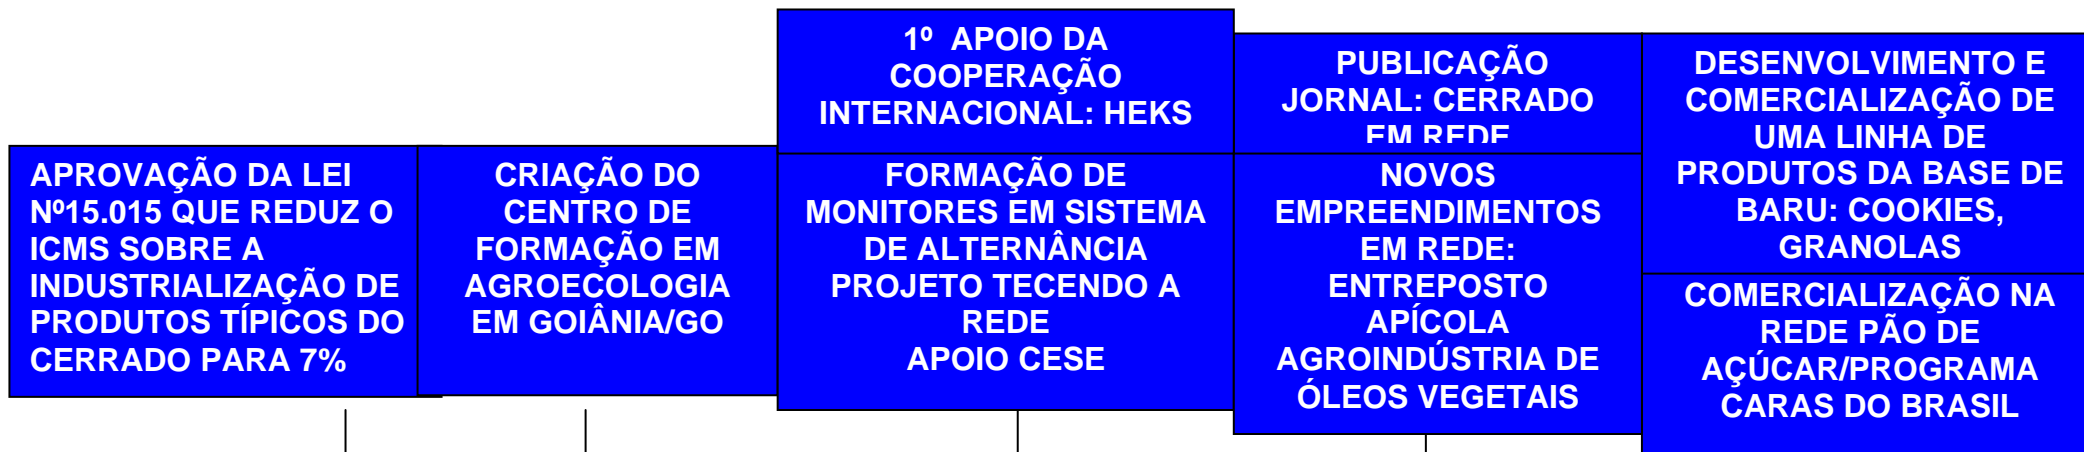 1º APOIO DA
COOPERAÇÃO
INTERNACIONAL: HEKS
PUBLICAÇÃO
JORNAL: CERRADO
EM REDE
DESENVOLVIMENTO E
COMERCIALIZAÇÃO DE
UMA LINHA DE
PRODUTOS DA BASE DE
BARU: COOKIES,
GRANOLAS
APROVAÇÃO DA LEI
Nº15.015 QUE REDUZ O
ICMS SOBRE A
INDUSTRIALIZAÇÃO DE
PRODUTOS TÍPICOS DO
CERRADO PARA 7%
CRIAÇÃO DO
CENTRO DE
FORMAÇÃO EM
AGROECOLOGIA
EM GOIÂNIA/GO
FORMAÇÃO DE
MONITORES EM SISTEMA
DE ALTERNÂNCIA
PROJETO TECENDO A
REDE
APOIO CESE
NOVOS
EMPREENDIMENTOS
EM REDE:
ENTREPOSTO
APÍCOLA
AGROINDÚSTRIA DE
ÓLEOS VEGETAIS
COMERCIALIZAÇÃO NA
REDE PÃO DE
AÇÚCAR/PROGRAMA
CARAS DO BRASIL